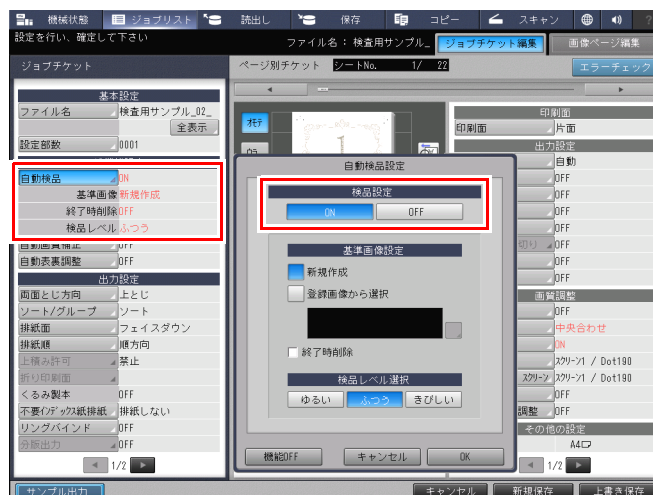 機械状態 ジョブリスト 読出し 保存 コピー スキャン
設定を行い、確定して下さい
ファイル名 : 検査用サンプル_ ジョブチケット編集 画像ページ編集
ジョブチケット
ページ別チケット シートNo. 1/ 22 エラーチェック
基本設定
ファイル名 検査用サンプル_02_
全表示
設定部数 0001
自動検品 ON
基準画像 新規作成
終了時削除 OFF
検品レベル ふつう
自動表裏調整 OFF
出力設定
両面とじ方向 上とじ
ソート/グループ ソート
排紙面 フェイスダウン
排紙順 順方向
上積み許可 禁止
折り印刷面
くるみ製本 OFF
不要インデックス紙排紙 排紙しない
リングバインド OFF
分版出力 OFF
1/2
サンプル出力
オモテ
自動検品設定
検品設定
ON OFF
基準画像設定
新規作成
登録画像から選択
終了時削除
検品レベル選択
ゆるい ふつう きびしい
機能OFF キャンセル OK
印刷面
印刷面 片面
出力設定
自動
OFF
OFF
OFF
OFF
切り OFF
OFF
OFF
画質調整
OFF
中央合わせ
ON
スクリーン1 / Dot190
スクリーン スクリーン1 / Dot190
OFF
調整 OFF
その他の設定
A4
1/2
キャンセル 新規保存 上書き保存